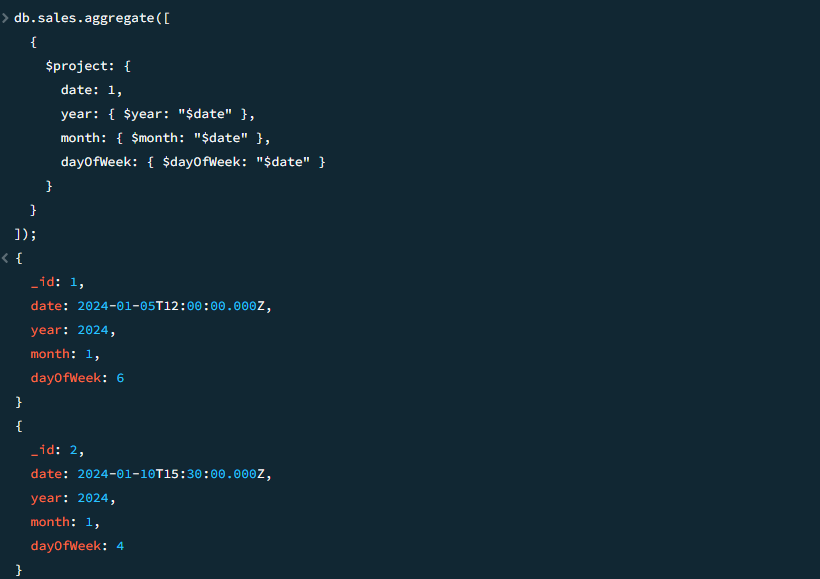 > db.sales.aggregate([
  {
    $project: {
      date: 1,
      year: { $year: "$date" },
      month: { $month: "$date" },
      dayOfWeek: { $dayOfWeek: "$date" }
    }
  }
]);
< {
  _id: 1,
  date: 2024-01-05T12:00:00.000Z,
  year: 2024,
  month: 1,
  dayOfWeek: 6
}
{
  _id: 2,
  date: 2024-01-10T15:30:00.000Z,
  year: 2024,
  month: 1,
  dayOfWeek: 4
}